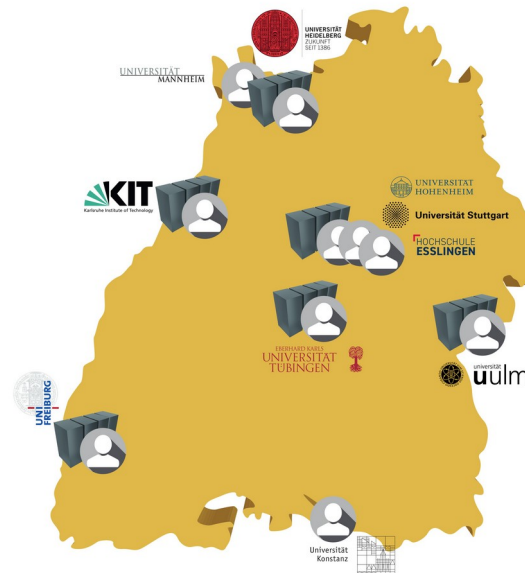 UNIVERSITÄT
HEIDELBERG
ZUKUNFT
SEIT 1386
UNIVERSITÄT
MANNHEIM
KIT
Karlsruhe Institute of Technology
UNIVERSITÄT
HOHENHEIM
Universität Stuttgart
HOCHSCHULE
ESSLINGEN
EBERHARD KARLS
UNIVERSITÄT
TÜBINGEN
universität
uulm
UNI
FREIBURG
Universität
Konstanz